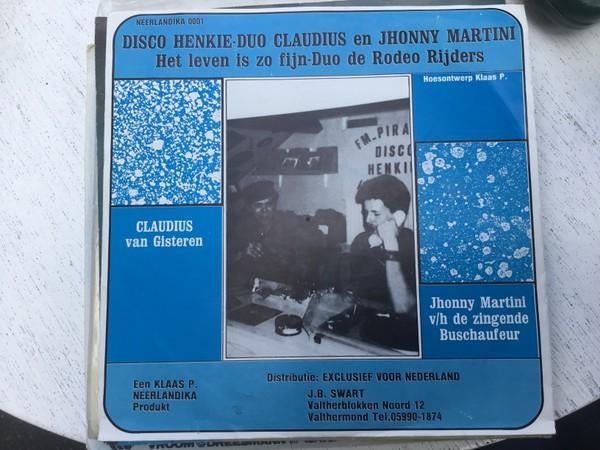 NEERLANDIKA 0001
DISCO HENKIE-DUO CLAUDIUS en JHONNY MARTINI
Het leven is zo fijn-Duo de Rodeo Rijders
Hoesontwerp Klaas P.
FM-PIRA
DISCO
HENKI
CLAUDIUS
van Gisteren
Jhonny Martini
v/h de zingende
Buschaufeur
Een KLAAS P.
NEERLANDIKA
Produkt
Distributie: EXCLUSIEF VOOR NEDERLAND
J.B. SWART
Valtherblokken Noord 12
Valthermond Tel.05990-1874